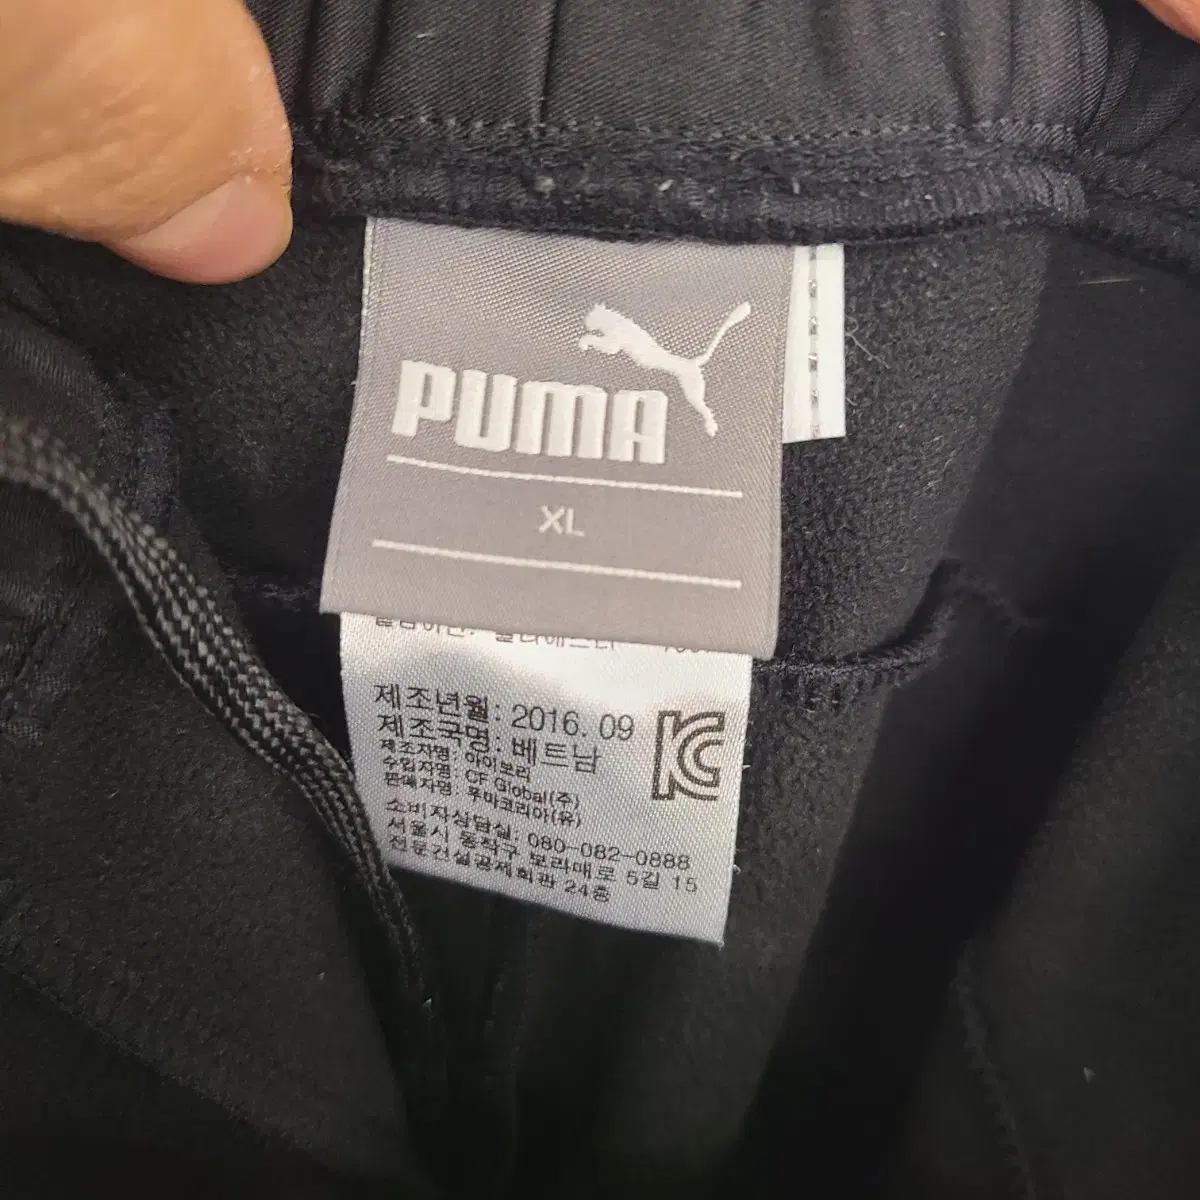 PUMA
XL
제조년월: 2016. 09
제조국명: 베트남
제조자명: 아이보리
수입자명: CF Global(주)
판매자명: 푸마코리아(유)
소비자상담실: 080-082-0888
서울시 동작구 보라매로 5길 15
전문건설공제회관 24층
KC